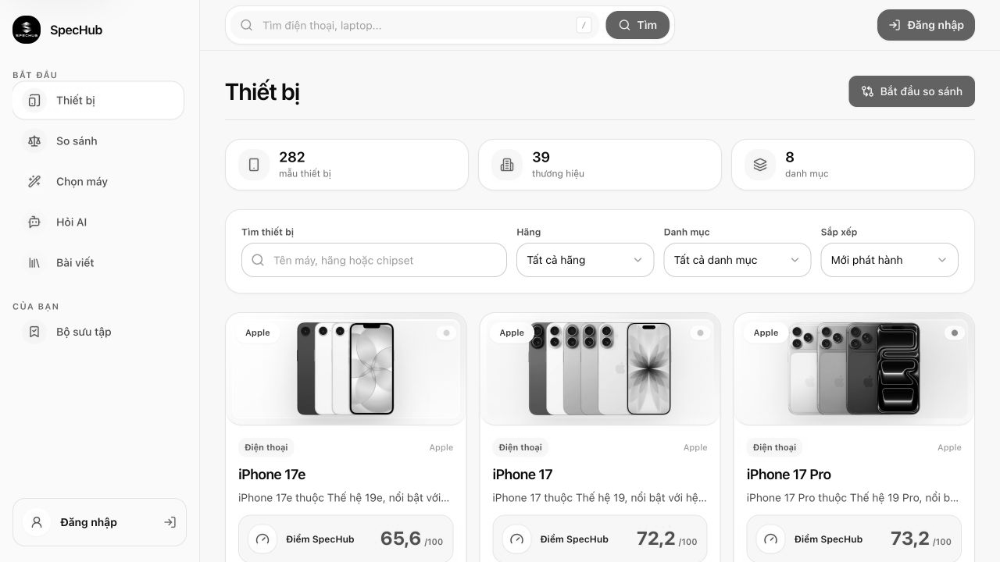 SpecHub
BẮT ĐẦU
Thiết bị
So sánh
Chọn máy
Hỏi AI
Bài viết
CỦA BẠN
Bộ sưu tập
Đăng nhập
Tìm điện thoại, laptop...
/
Tìm
Đăng nhập
Thiết bị
Bắt đầu so sánh
282
mẫu thiết bị
39
thương hiệu
8
danh mục
Tìm thiết bị
Tên máy, hãng hoặc chipset
Hãng
Tất cả hãng
Danh mục
Tất cả danh mục
Sắp xếp
Mới phát hành
Apple
Điện thoại
Apple
iPhone 17e
iPhone 17e thuộc Thế hệ 19e, nổi bật với...
Điểm SpecHub
65,6 /100
Apple
Điện thoại
Apple
iPhone 17
iPhone 17 thuộc Thế hệ 19, nổi bật với hệ...
Điểm SpecHub
72,2 /100
Apple
Điện thoại
Apple
iPhone 17 Pro
iPhone 17 Pro thuộc Thế hệ 19 Pro, nổi b...
Điểm SpecHub
73,2 /100